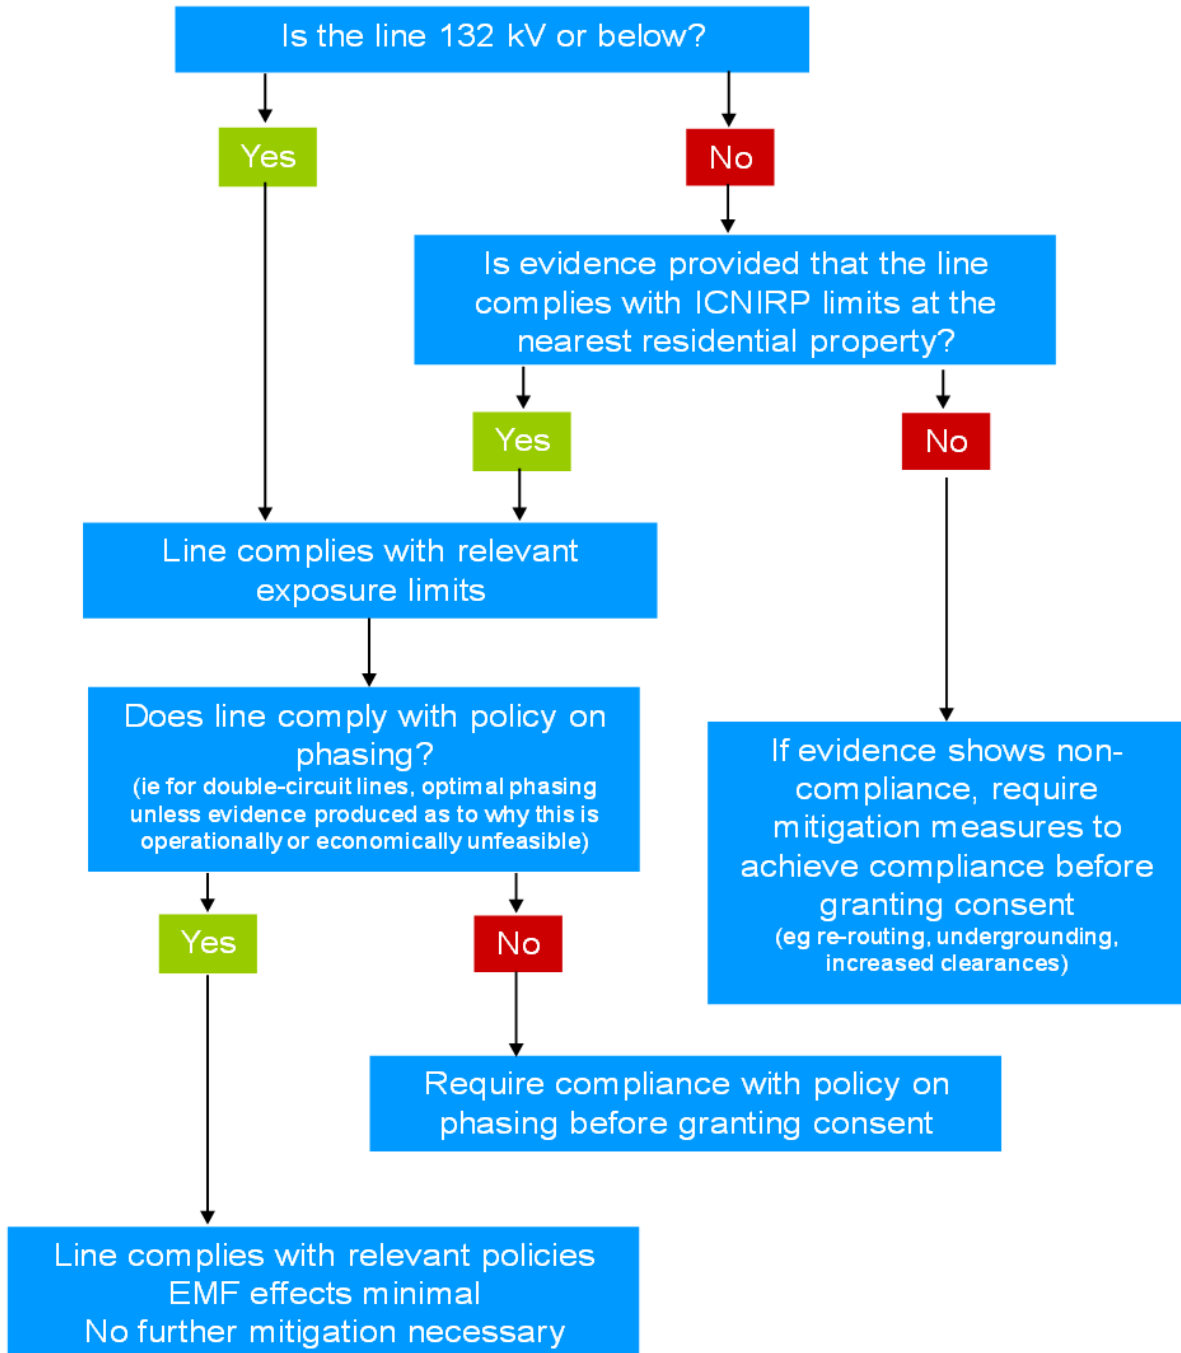 Is the line 132 kV or below?
Yes
No
Is evidence provided that the line
complies with ICNIRP limits at the
nearest residential property?
Yes
No
Line complies with relevant
exposure limits
Does line comply with policy on
phasing?
(ie for double-circuit lines, optimal phasing
unless evidence produced as to why this is
operationally or economically unfeasible)
If evidence shows non-
compliance, require
mitigation measures to
achieve compliance before
granting consent
(eg re-routing, undergrounding,
increased clearances)
Yes
No
Require compliance with policy on
phasing before granting consent
Line complies with relevant policies
EMF effects minimal
No further mitigation necessary